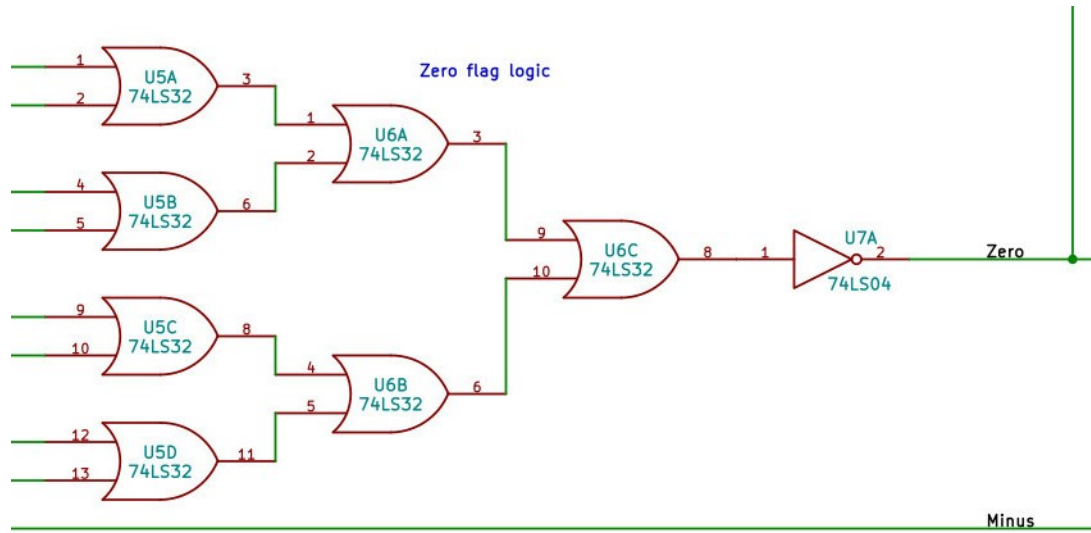 Zero flag logic
1
2
U5A
74LS32
3
4
5
U5B
74LS32
6
1
2
U6A
74LS32
3
9
10
U5C
74LS32
8
12
13
U5D
74LS32
11
4
5
U6B
74LS32
6
9
10
U6C
74LS32
8
1
U7A
2
74LS04
Zero
Minus